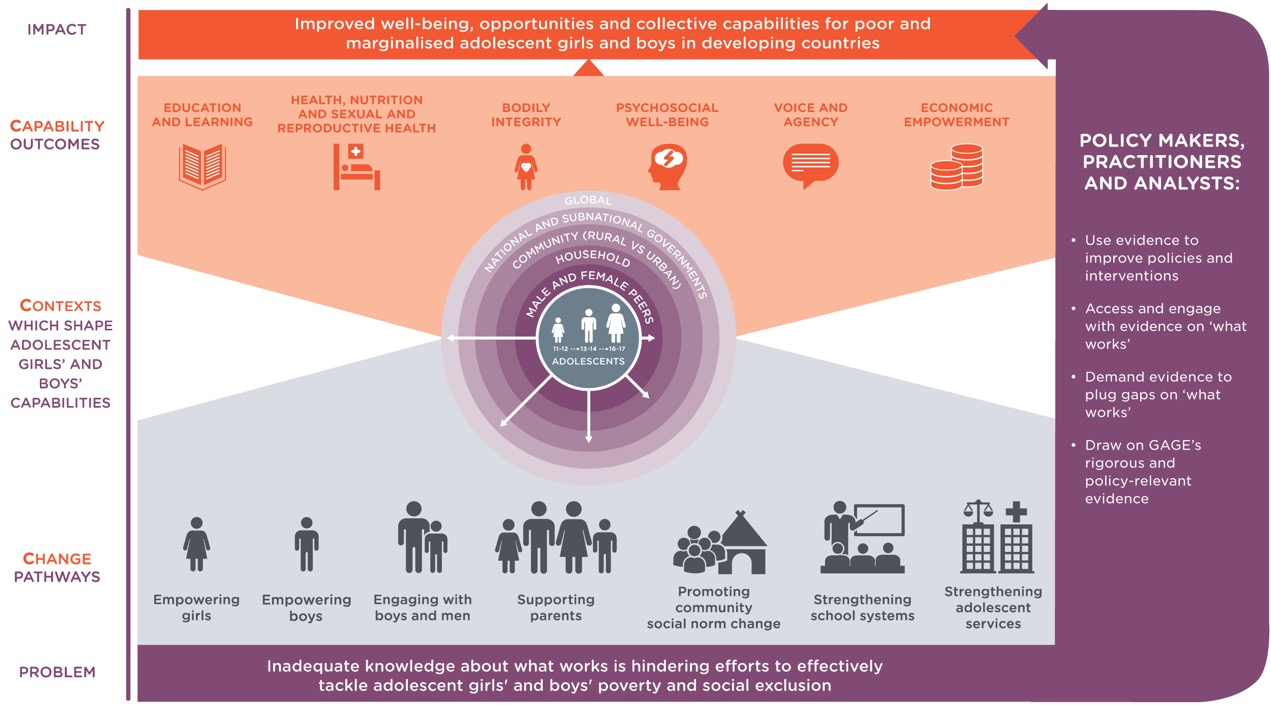 IMPACT
Improved well-being, opportunities and collective capabilities for poor and
marginalised adolescent girls and boys in developing countries
CAPABILITY
OUTCOMES
EDUCATION
AND LEARNING
HEALTH, NUTRITION
AND SEXUAL AND
REPRODUCTIVE HEALTH
BODILY
INTEGRITY
PSYCHOSOCIAL
WELL-BEING
VOICE AND
AGENCY
ECONOMIC
EMPOWERMENT
CONTEXTS
WHICH SHAPE
ADOLESCENT
GIRLS' AND
BOYS'
CAPABILITIES
GLOBAL
NATIONAL AND SUBNATIONAL GOVERNMENTS
COMMUNITY (RURAL VS URBAN)
HOUSEHOLD
MALE AND FEMALE PEERS
11-12 --➝13-14 --➝16-17
ADOLESCENTS
CHANGE
PATHWAYS
Empowering
girls
Empowering
boys
Engaging with
boys and men
Supporting
parents
Promoting
community
social norm change
Strengthening
school systems
Strengthening
adolescent
services
PROBLEM
Inadequate knowledge about what works is hindering efforts to effectively
tackle adolescent girls' and boys' poverty and social exclusion
POLICY MAKERS,
PRACTITIONERS
AND ANALYSTS:
• Use evidence to
improve policies and
interventions
• Access and engage
with evidence on ‘what
works’
• Demand evidence to
plug gaps on ‘what
works’
• Draw on GAGE’s
rigorous and
policy-relevant
evidence